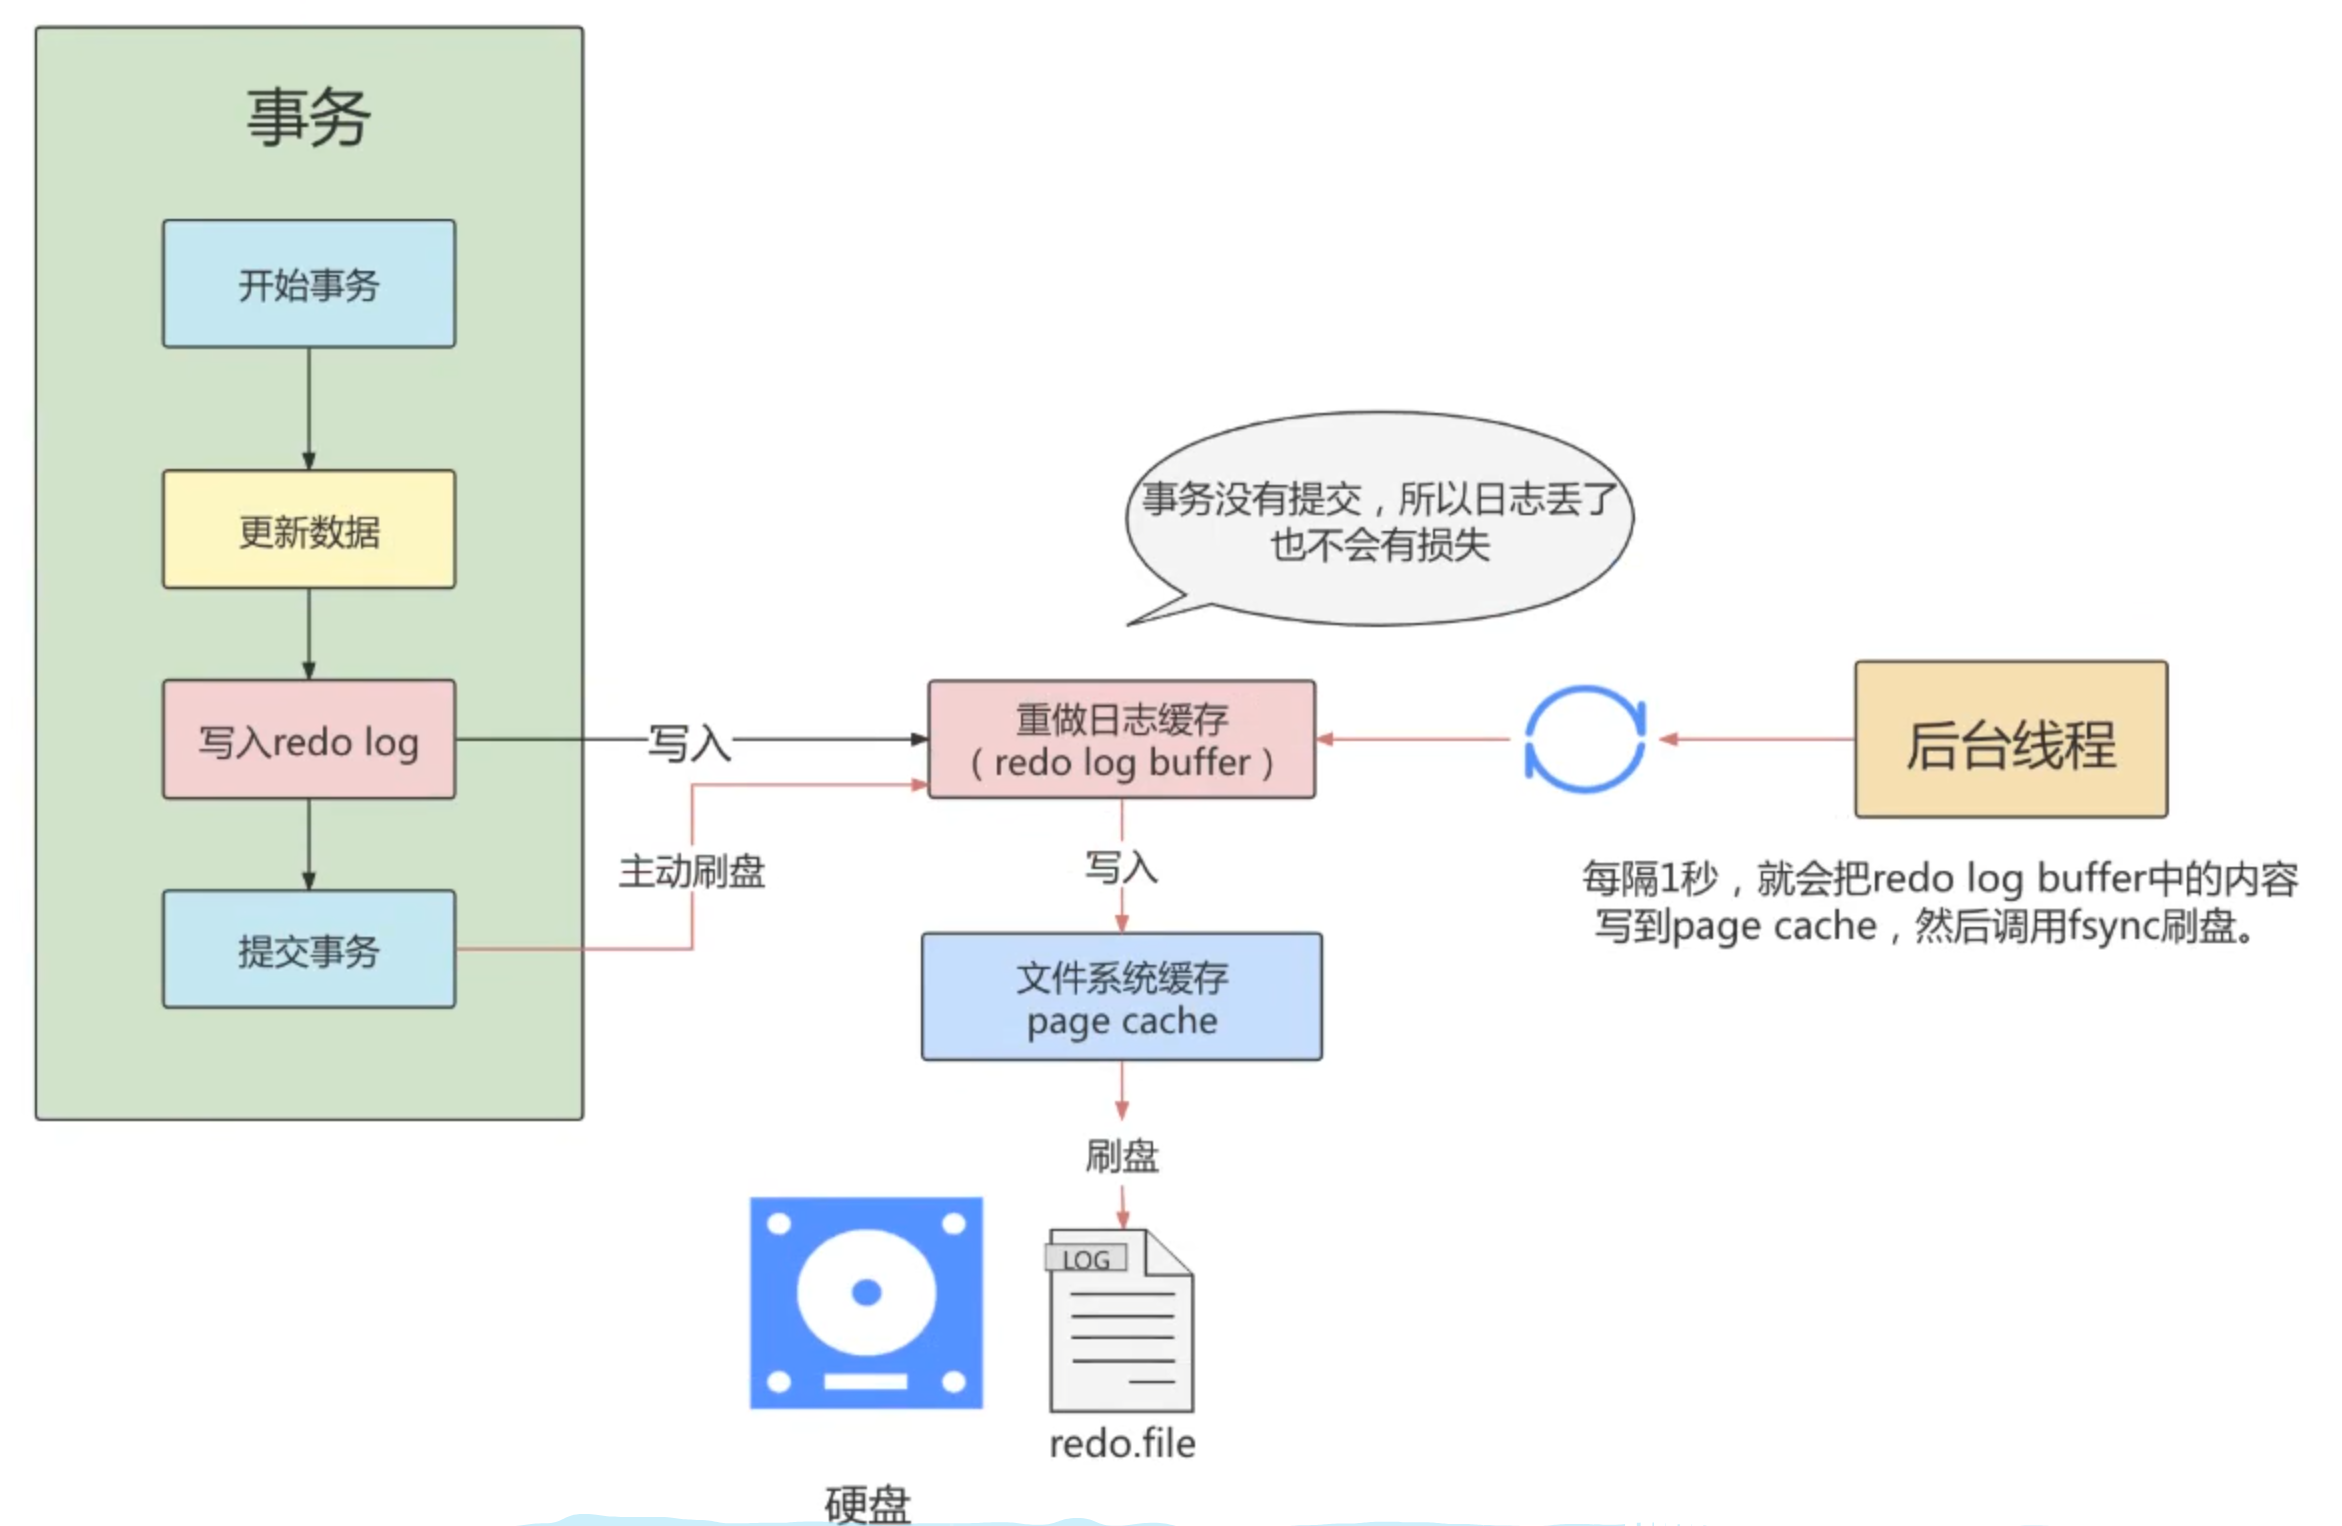 事务
开始事务
更新数据
写入redo log
提交事务
写入
主动刷盘
事务没有提交，所以日志丢了
也不会有损失
重做日志缓存
（redo log buffer）
写入
文件系统缓存
page cache
刷盘
LOG
redo.file
硬盘
后台线程
每隔1秒，就会把redo log buffer中的内容
写到page cache，然后调用fsync刷盘。